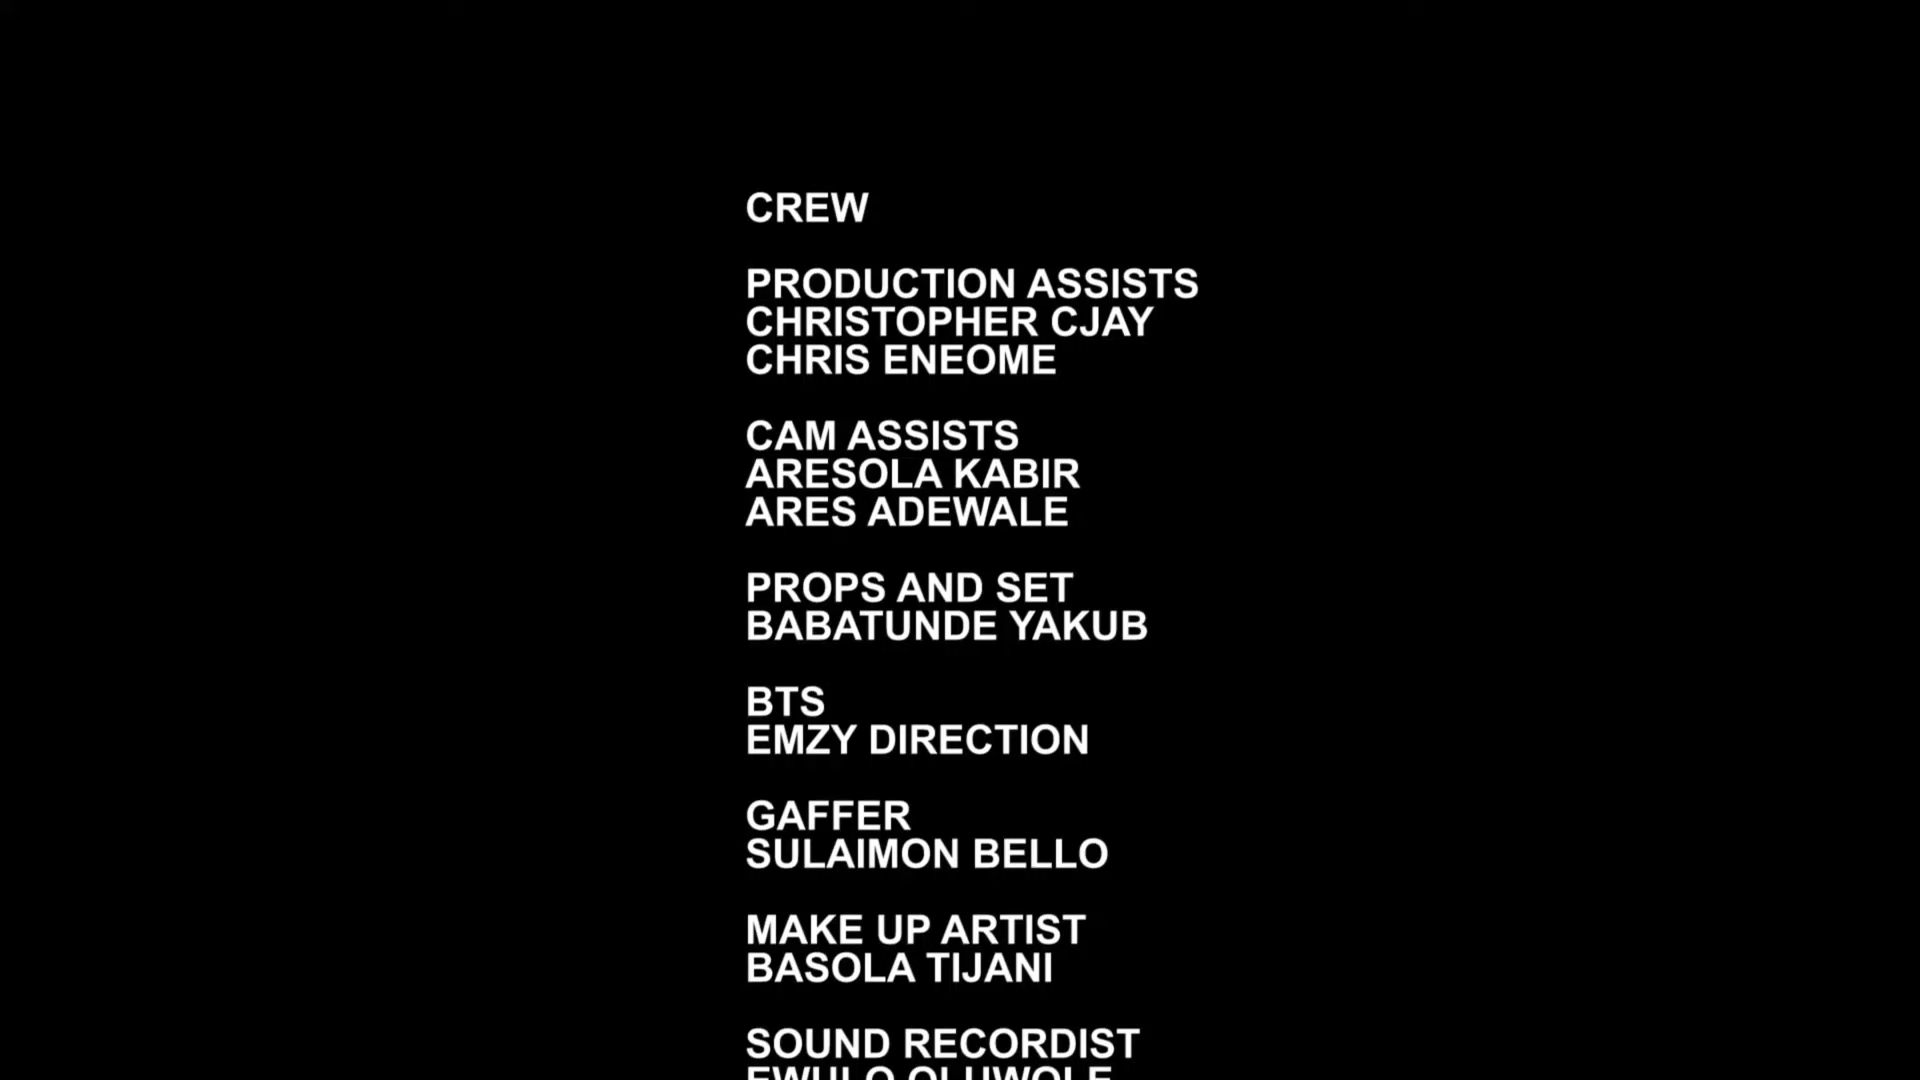 CREW
PRODUCTION ASSISTS
CHRISTOPHER CJAY
CHRIS ENEOME
CAM ASSISTS
ARESOLA KABIR
ARES ADEWALE
PROPS AND SET
BABATUNDE YAKUB
BTS
EMZY DIRECTION
GAFFER
SULAIMON BELLO
MAKE UP ARTIST
BASOLA TIJANI
SOUND RECORDIST